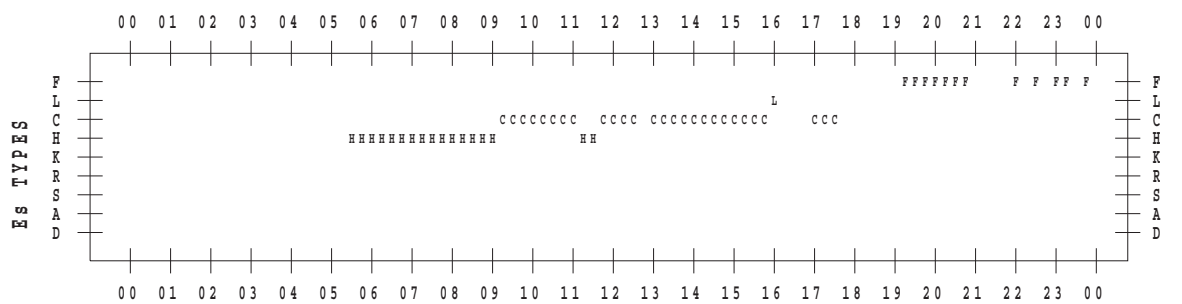 00 01 02 03 04 05 06 07 08 09 10 11 12 13 14 15 16 17 18 19 20 21 22 23 00
Es TYPES
F FFFFFFF F F FF F F
L L L
C CCCCCCCC CCCC CCCCCCCCCCCC CCC C
H HHHHHHHHHHHHHHH HH H
K K
R R
S S
A A
D D
00 01 02 03 04 05 06 07 08 09 10 11 12 13 14 15 16 17 18 19 20 21 22 23 00